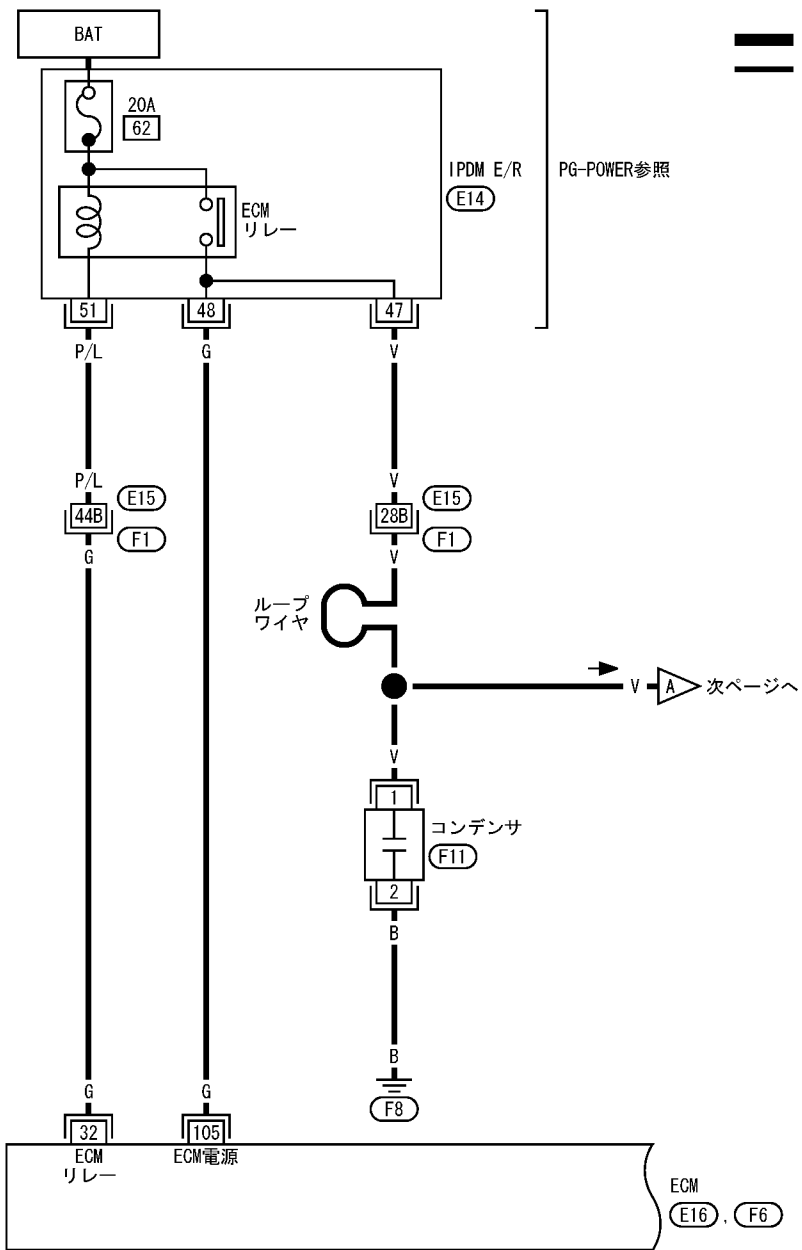 BAT
20A
62
IPDM E/R
E14
PG-POWER参照
ECM
リレー
51
48
47
P/L
G
V
P/L
V
44B
E15
F1
28B
E15
F1
G
V
ループ
ワイヤ
V
A
次ページへ
V
1
コンデンサ
F11
2
B
B
F8
G
G
32
105
ECM
リレー
ECM電源
ECM
E16 , F6